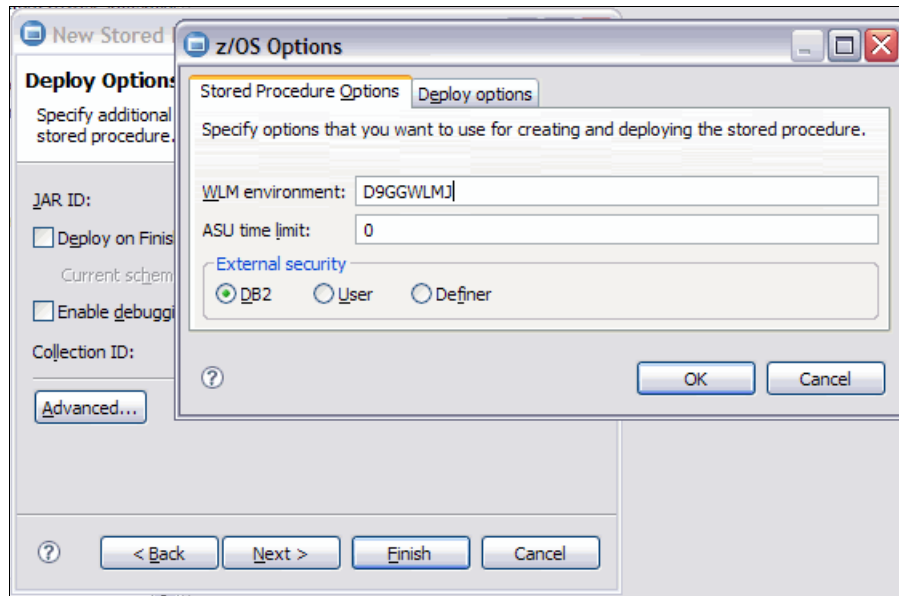 New Stored
z/OS Options
Deploy Options
Specify additional
stored procedure.
JAR ID:
Deploy on Finis
Current schem
Enable debuggi
Collection ID:
Advanced...
Stored Procedure Options
Deploy options
Specify options that you want to use for creating and deploying the stored procedure.
WLM environment: D9GGWLMJ
ASU time limit: 0
External security
DB2 User Definer
? OK Cancel
? < Back Next > Finish Cancel